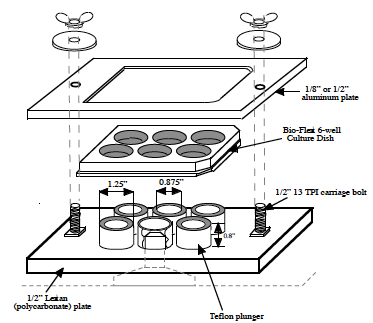 1/8" or 1/2"
aluminum plate
Bio-Flex 6-well
Culture Dish
1.25"
0.875"
1/2" 13 TPI carriage bolt
0.8"
1/2" Lexan
(polycarbonate) plate
Teflon plunger